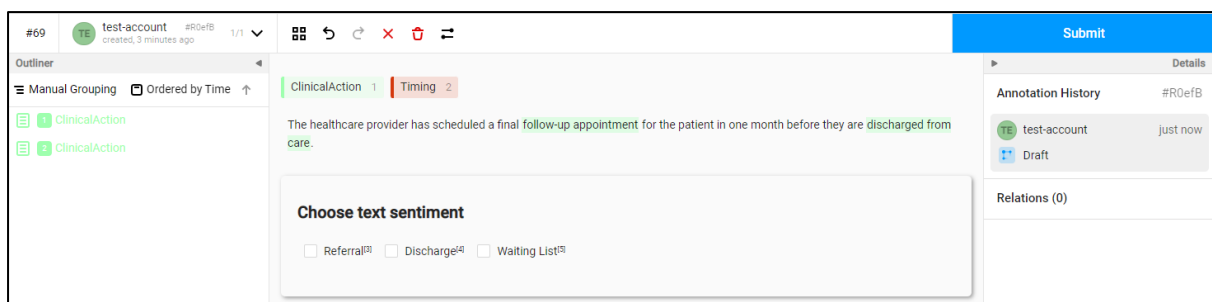 #69
TE
test-account #R0efB
created, 3 minutes ago
1/1
Submit
Outliner
Details
Manual Grouping
Ordered by Time
1 ClinicalAction
2 ClinicalAction
ClinicalAction 1
Timing 2
The healthcare provider has scheduled a final follow-up appointment for the patient in one month before they are discharged from
care.
Choose text sentiment
Referral[3]
Discharge[4]
Waiting List[5]
Annotation History #R0efB
TE
test-account just now
Draft
Relations (0)